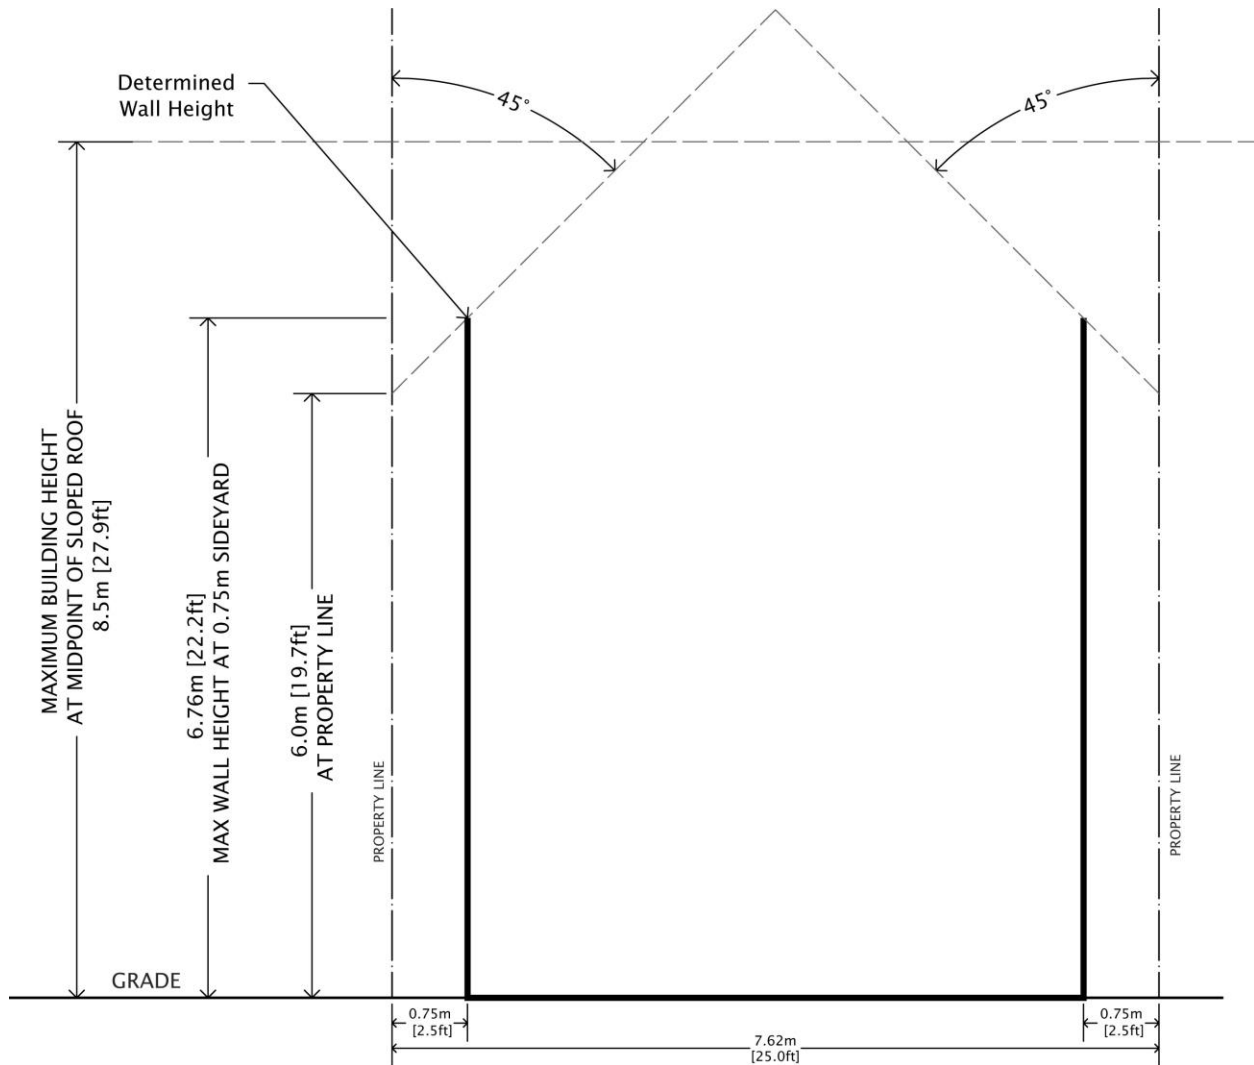 Determined
Wall Height
45°
45°
MAXIMUM BUILDING HEIGHT
AT MIDPOINT OF SLOPED ROOF
8.5m [27.9ft]
6.76m [22.2ft]
MAX WALL HEIGHT AT 0.75m SIDEYARD
6.0m [19.7ft]
AT PROPERTY LINE
PROPERTY LINE
PROPERTY LINE
GRADE
0.75m
[2.5ft]
0.75m
[2.5ft]
7.62m
[25.0ft]